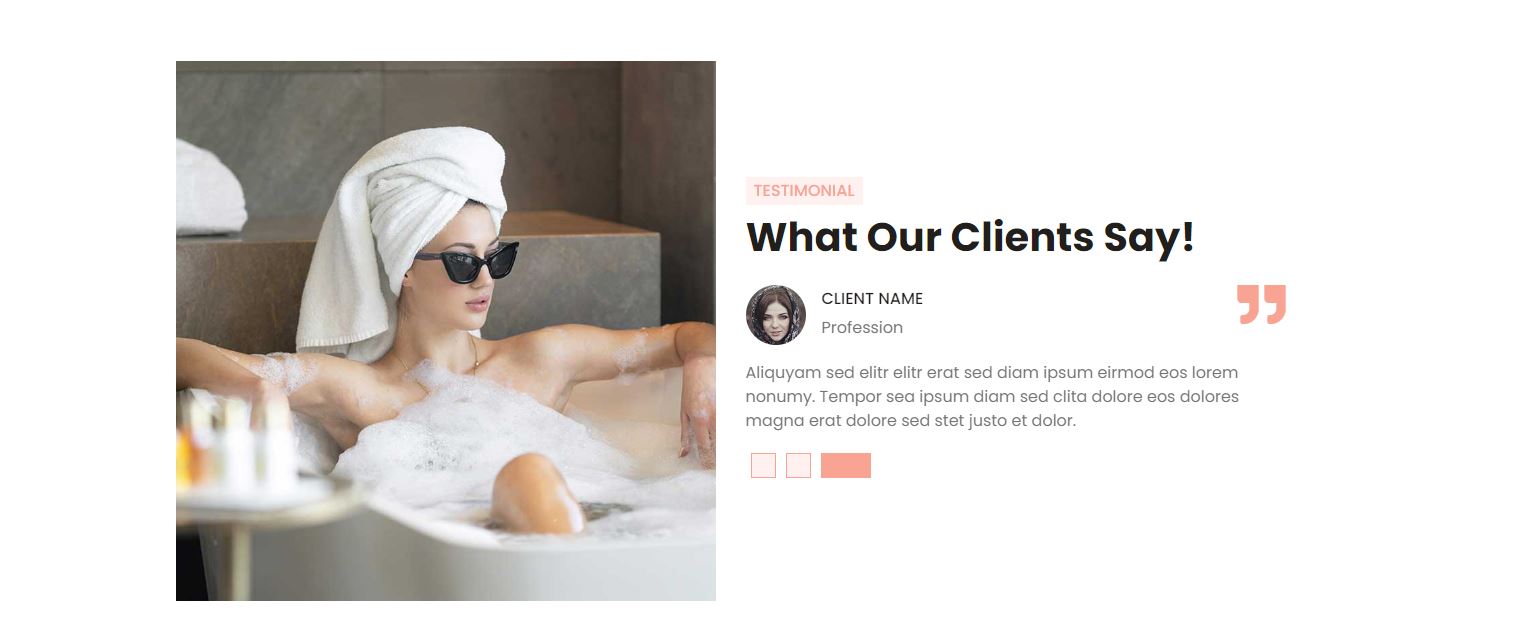 TESTIMONIAL
What Our Clients Say!
CLIENT NAME
Profession
Aliquyam sed elitr elitr erat sed diam ipsum eirmod eos lorem
nonumy. Tempor sea ipsum diam sed clita dolore eos dolores
magna erat dolore sed stet justo et dolor.